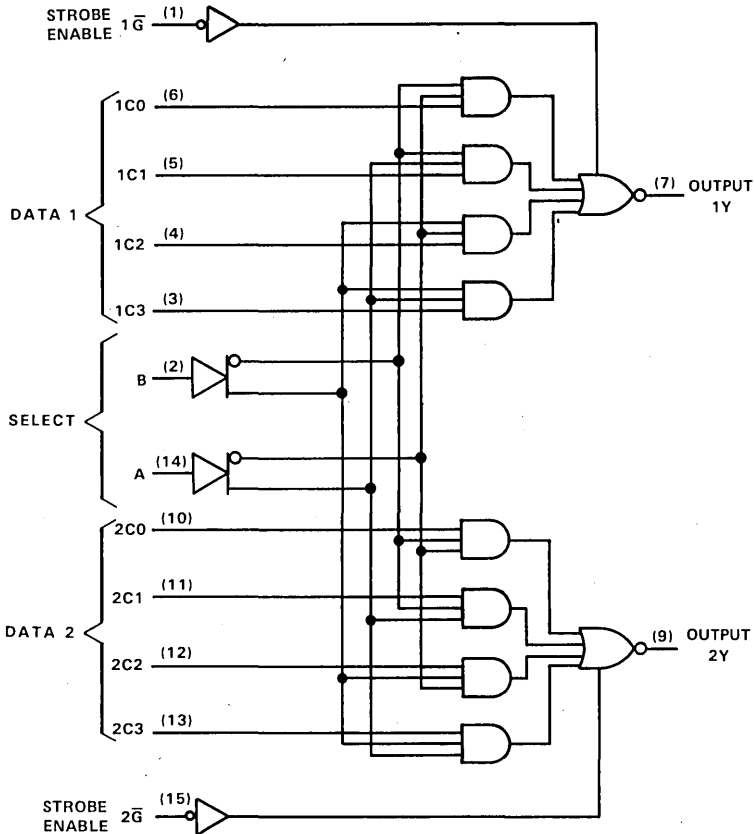 STROBE
ENABLE 1G̅ (1)
1C0 (6)
1C1 (5)
DATA 1
1C2 (4)
1C3 (3)
(7) OUTPUT
1Y
B (2)
SELECT
A (14)
2C0 (10)
2C1 (11)
DATA 2
2C2 (12)
2C3 (13)
(9) OUTPUT
2Y
STROBE
ENABLE 2G̅ (15)